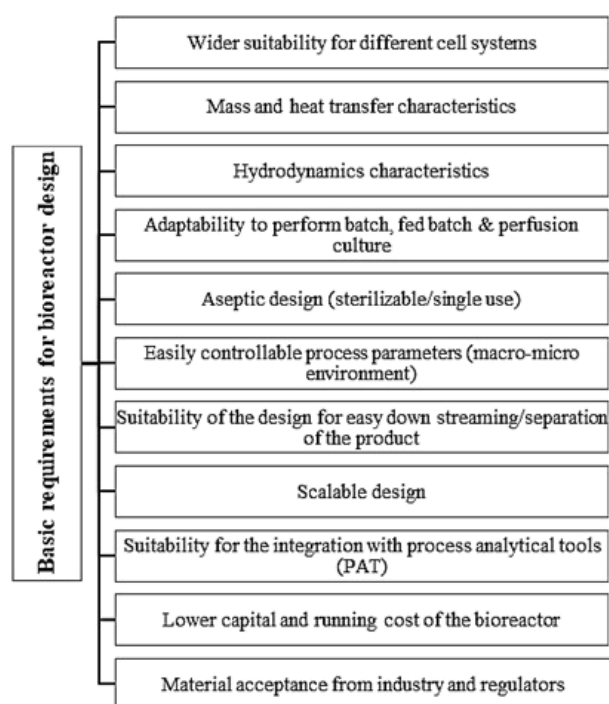 Basic requirements for bioreactor design
Wider suitability for different cell systems
Mass and heat transfer characteristics
Hydrodynamics characteristics
Adaptability to perform batch, fed batch & perfusion
culture
Aseptic design (sterilizable/single use)
Easily controllable process parameters (macro-micro
environment)
Suitability of the design for easy down streaming/separation
of the product
Scalable design
Suitability for the integration with process analytical tools
(PAT)
Lower capital and running cost of the bioreactor
Material acceptance from industry and regulators